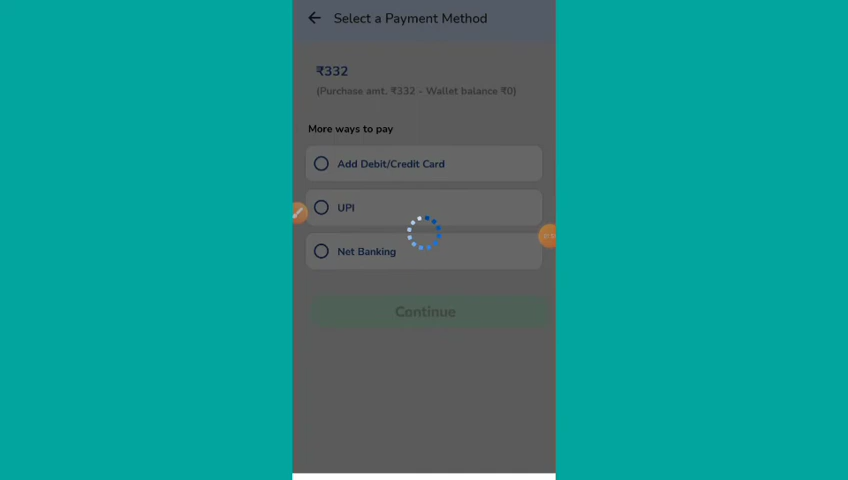 Select a Payment Method
₹332
(Purchase amt. ₹332 - Wallet balance ₹0)
More ways to pay
Add Debit/Credit Card
UPI
Net Banking
Continue